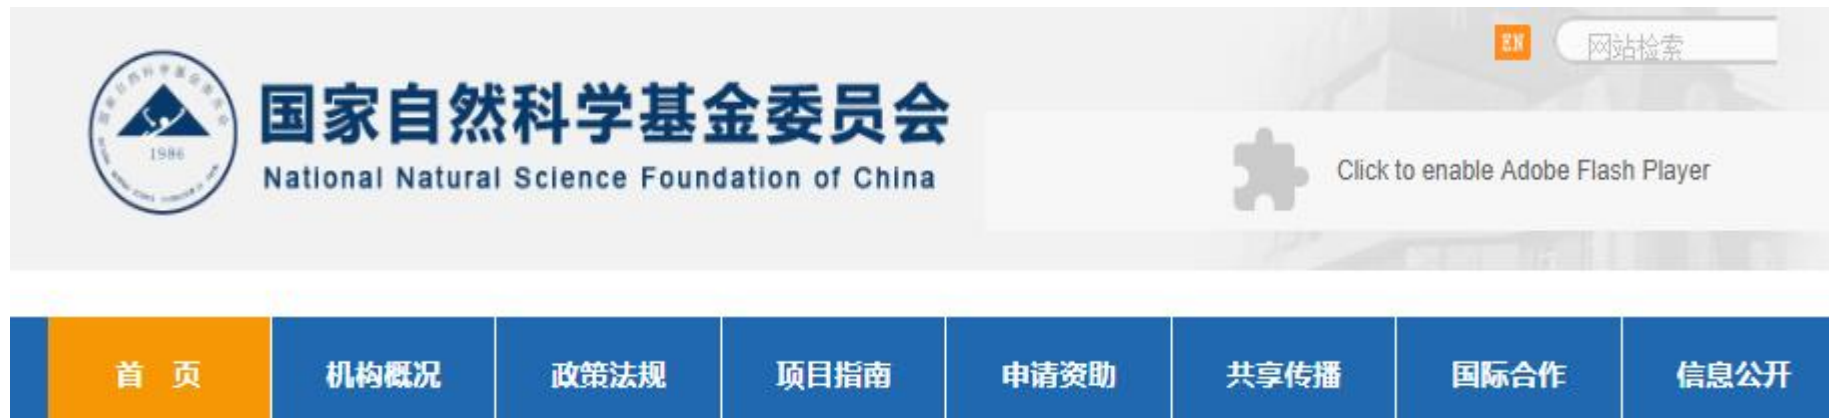 EN 网站检索
国家自然科学基金委员会
1986
National Natural Science Foundation of China
Click to enable Adobe Flash Player
首 页 机构概况 政策法规 项目指南 申请资助 共享传播 国际合作 信息公开